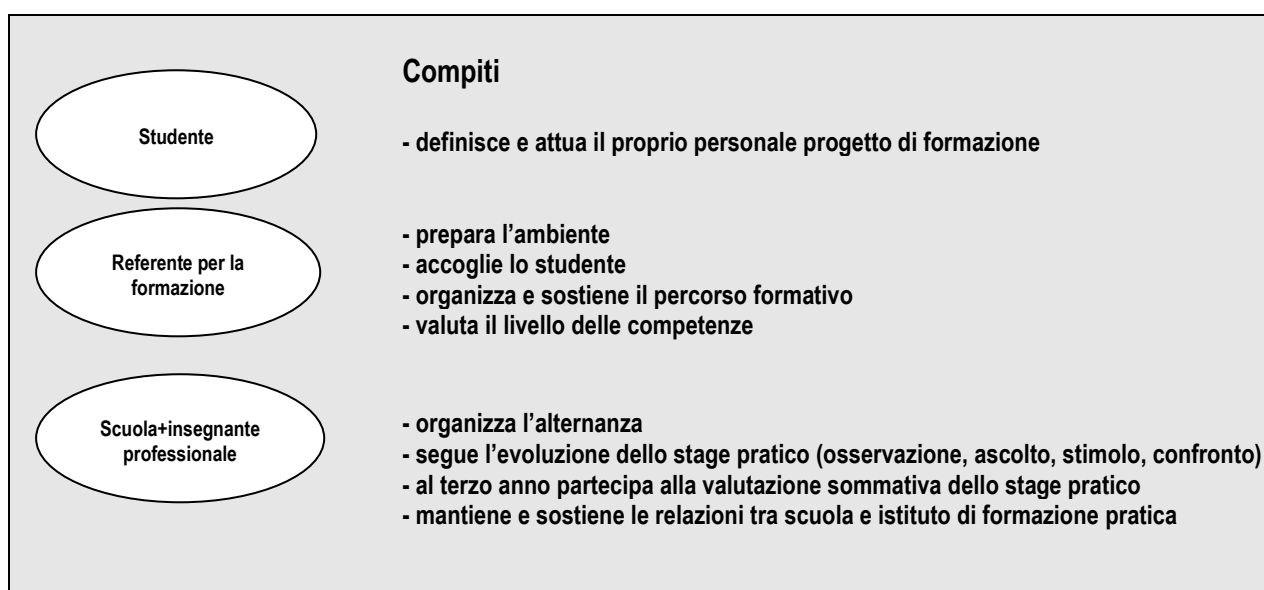 Compiti
Studente
- definisce e attua il proprio personale progetto di formazione
Referente per la
formazione
- prepara l’ambiente
- accoglie lo studente
- organizza e sostiene il percorso formativo
- valuta il livello delle competenze
Scuola+insegnante
professionale
- organizza l’alternanza
- segue l’evoluzione dello stage pratico (osservazione, ascolto, stimolo, confronto)
- al terzo anno partecipa alla valutazione sommativa dello stage pratico
- mantiene e sostiene le relazioni tra scuola e istituto di formazione pratica